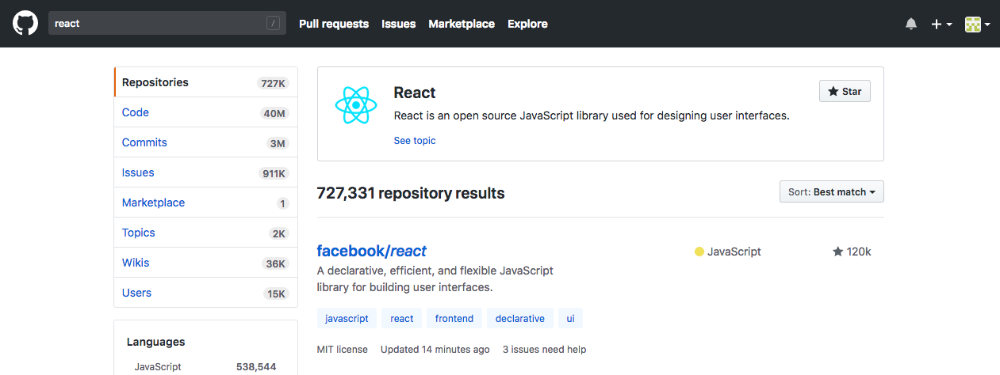 react /
Pull requests Issues Marketplace Explore
Repositories 727K
Code 40M
Commits 3M
Issues 911K
Marketplace 1
Topics 2K
Wikis 36K
Users 15K
Languages
JavaScript 538,544
React
Star
React is an open source JavaScript library used for designing user interfaces.
See topic
727,331 repository results
Sort: Best match
facebook/react
JavaScript
120k
A declarative, efficient, and flexible JavaScript
library for building user interfaces.
javascript react frontend declarative ui
MIT license Updated 14 minutes ago 3 issues need help